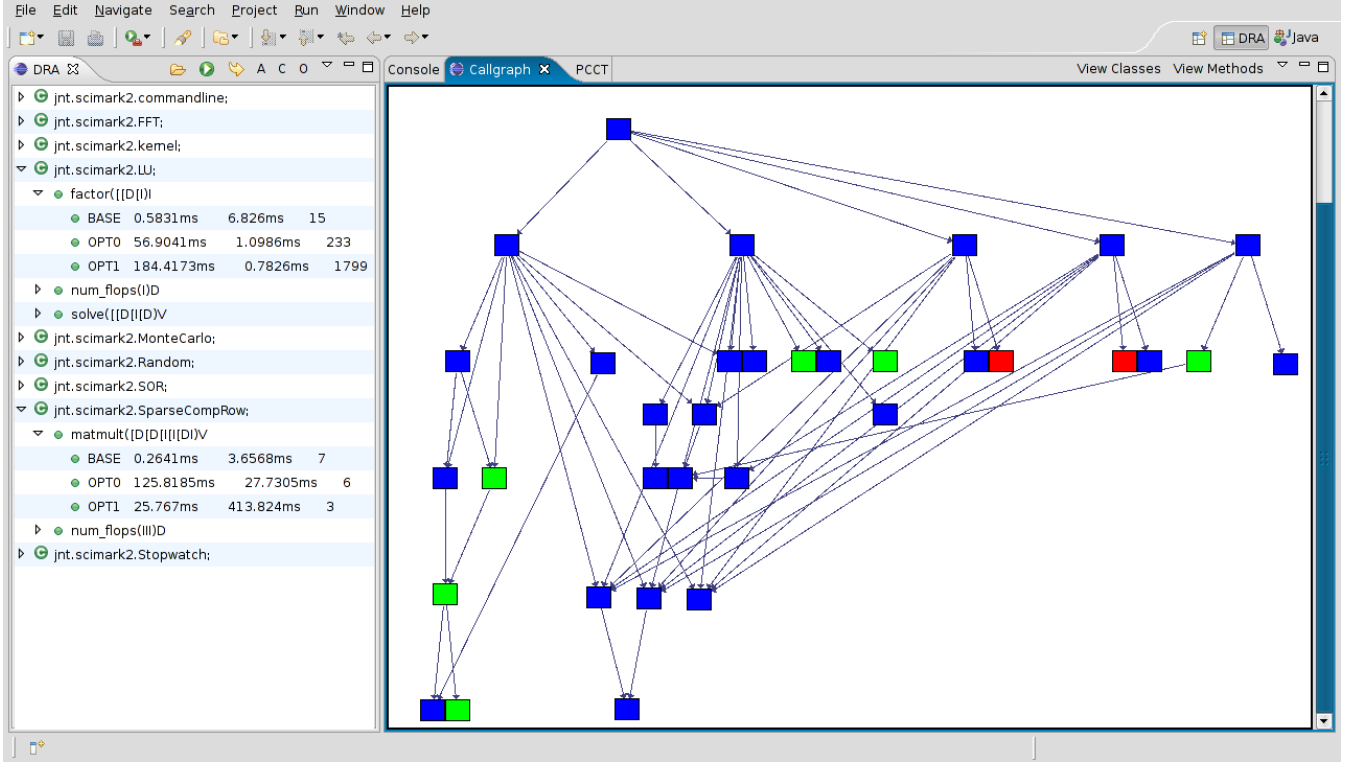 File Edit Navigate Search Project Run Window Help
DRA Java
DRA A C O
Console Callgraph PCCT View Classes View Methods
jnt.scimark2.commandline;
jnt.scimark2.FFT;
jnt.scimark2.kernel;
jnt.scimark2.LU;
factor([[D[I)I
BASE 0.5831ms 6.826ms 15
OPT0 56.9041ms 1.0986ms 233
OPT1 184.4173ms 0.7826ms 1799
num_flops(I)D
solve([[D[I[D)V
jnt.scimark2.MonteCarlo;
jnt.scimark2.Random;
jnt.scimark2.SOR;
jnt.scimark2.SparseCompRow;
matmult([D[D[I[I[DI)V
BASE 0.2641ms 3.6568ms 7
OPT0 125.8185ms 27.7305ms 6
OPT1 25.767ms 413.824ms 3
num_flops(III)D
jnt.scimark2.Stopwatch;